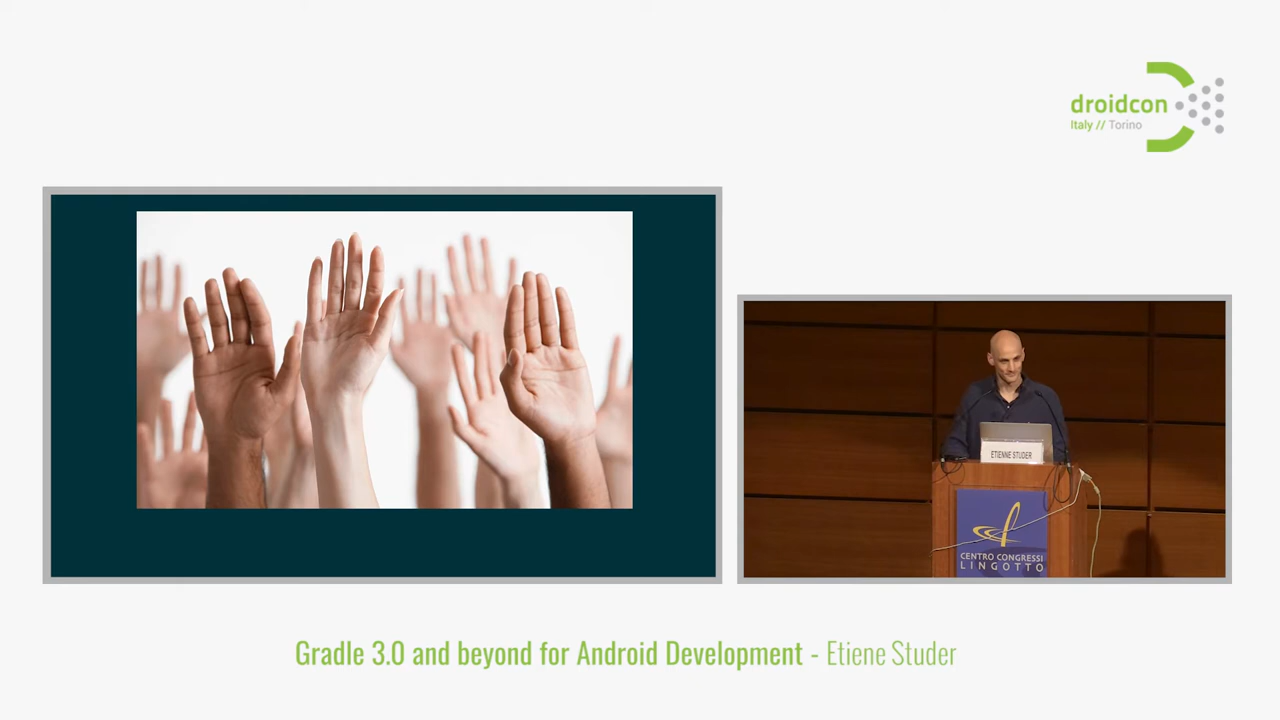 droidcon
Italy // Torino
ETIENNE STUDER
CENTRO CONGRESSI
LINGOTTO
Gradle 3.0 and beyond for Android Development - Etiene Studer